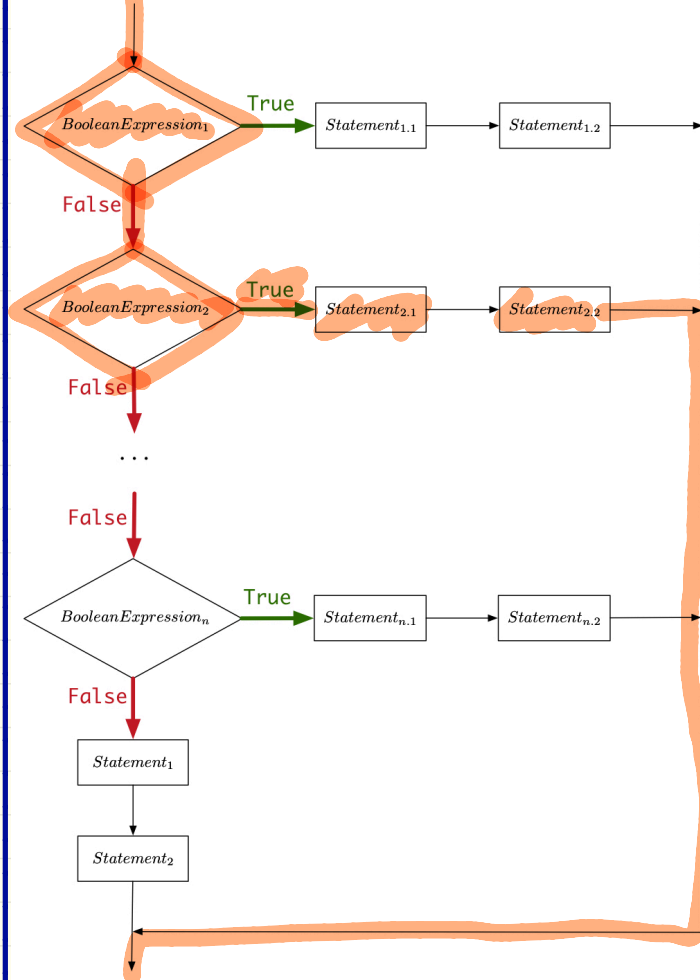 True
BooleanExpression₁ Statement₁.₁ Statement₁.₂
False
True
BooleanExpression₂ Statement₂.₁ Statement₂.₂
False
...
False
True
BooleanExpressionₙ Statementₙ.₁ Statementₙ.₂
False
Statement₁
Statement₂